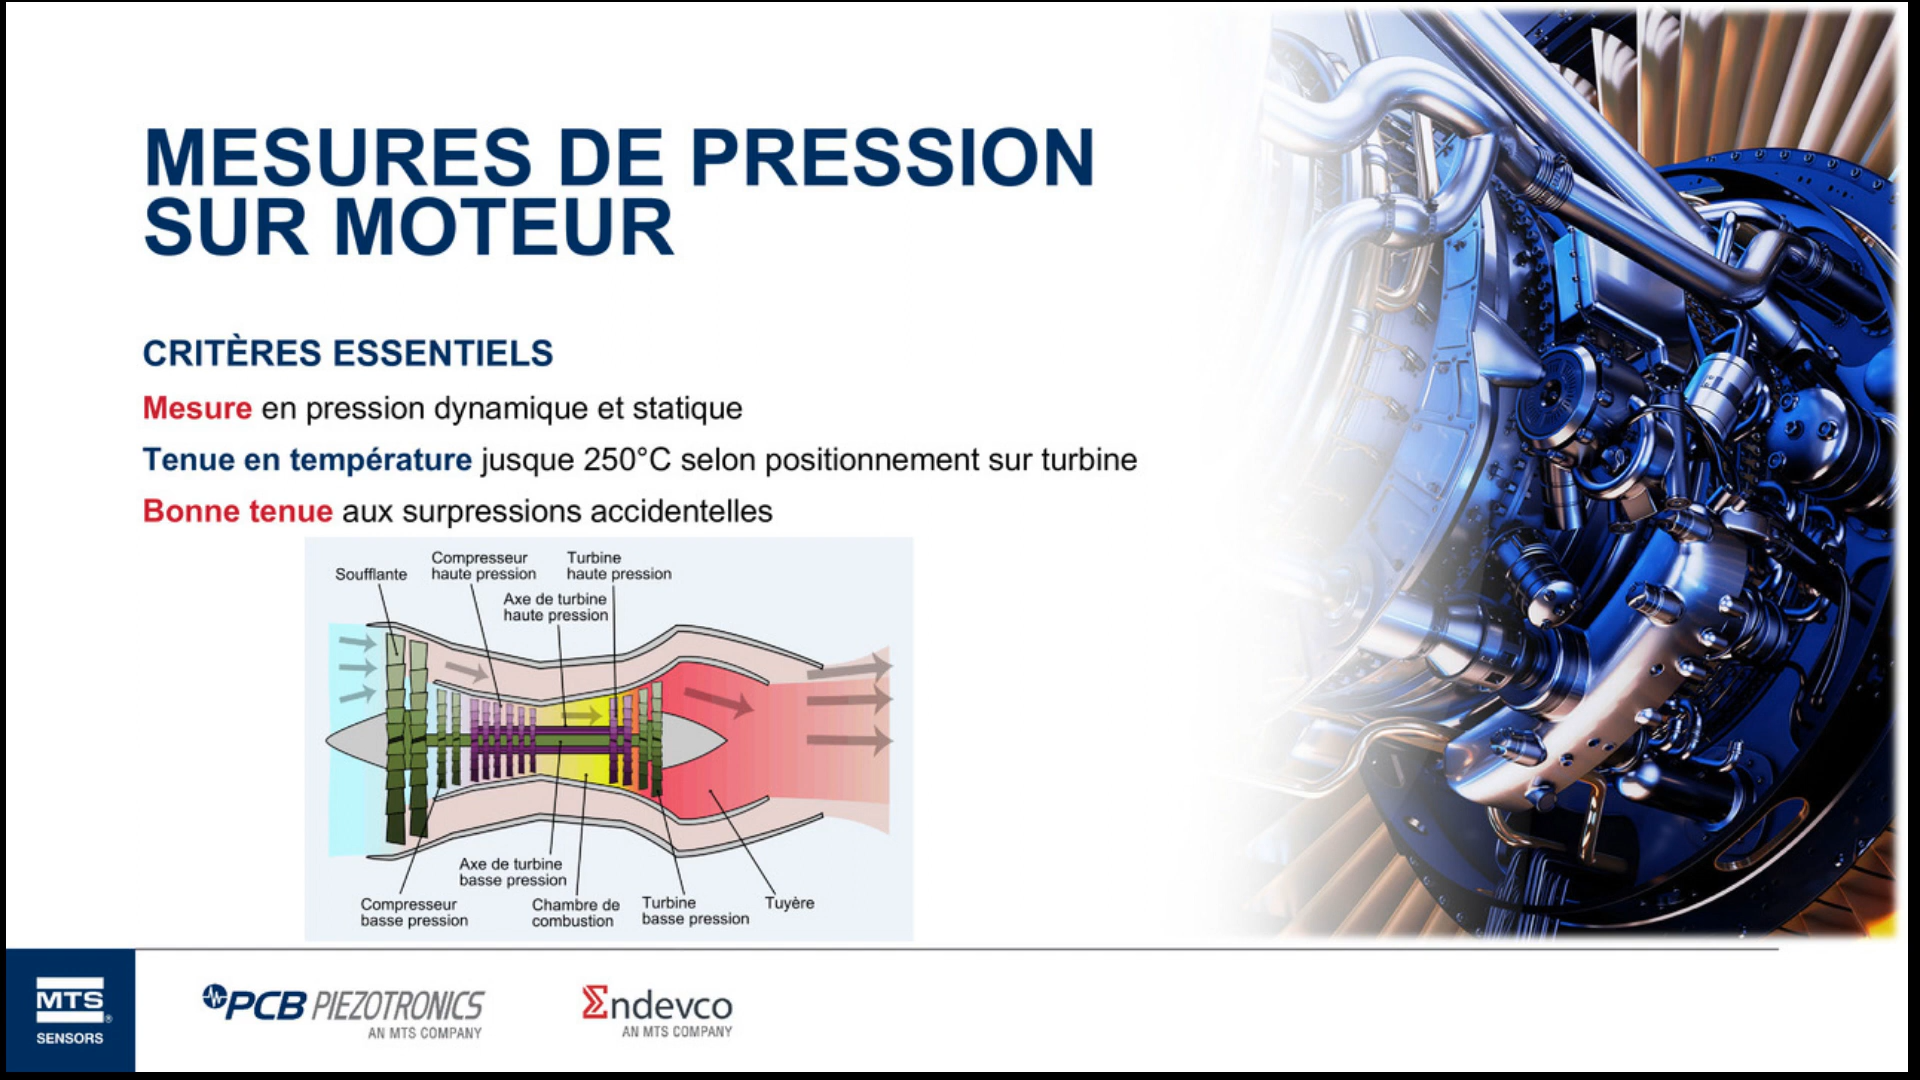 MESURES DE PRESSION
SUR MOTEUR
CRITÈRES ESSENTIELS
Mesure en pression dynamique et statique
Tenue en température jusque 250°C selon positionnement sur turbine
Bonne tenue aux surpressions accidentelles
Soufflante
Compresseur
haute pression
Turbine
haute pression
Axe de turbine
haute pression
Axe de turbine
basse pression
Compresseur
basse pression
Chambre de
combustion
Turbine
basse pression
Tuyère
MTS®
SENSORS
PCB PIEZOTRONICS
AN MTS COMPANY
Endevco
AN MTS COMPANY